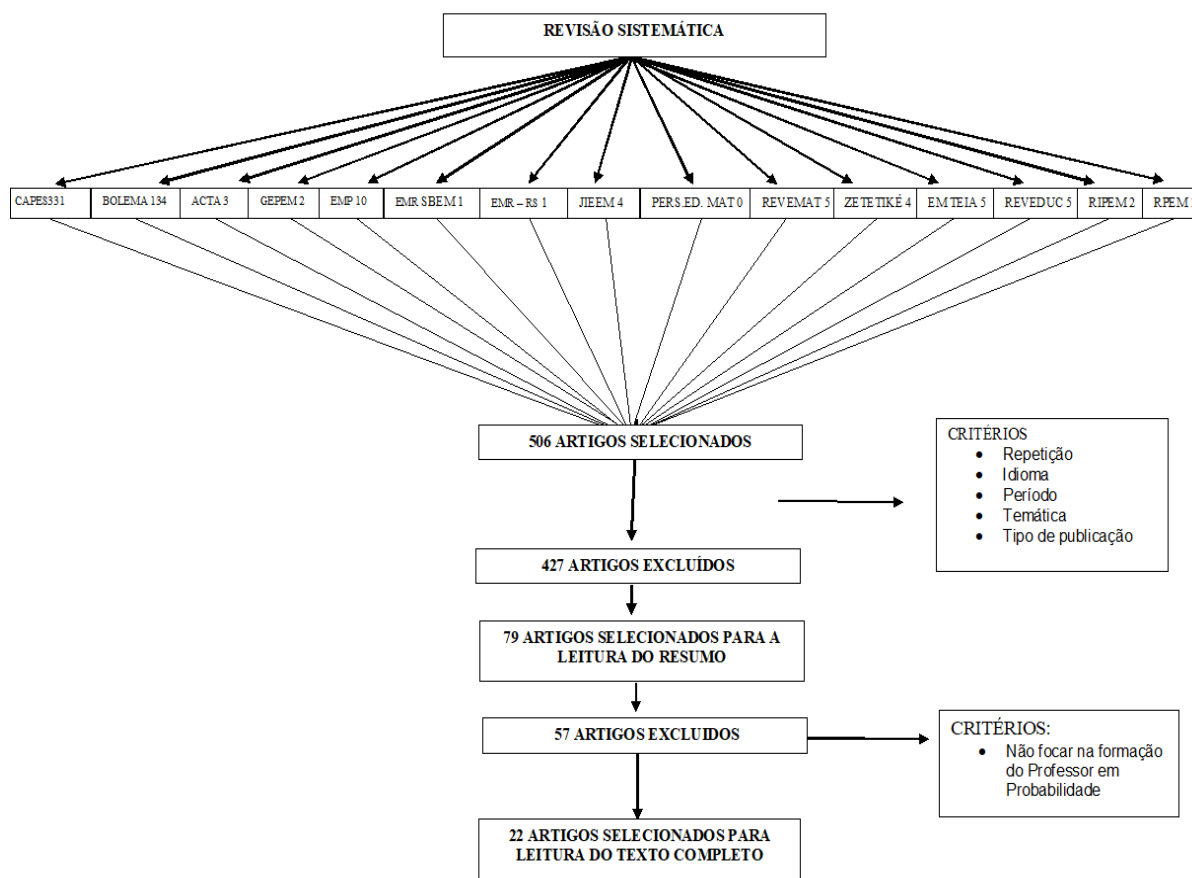 REVISÃO SISTEMÁTICA
CAPES331
BOLEMA 134
ACTA 3
GEPEM 2
EMP 10
EMR SBEM 1
EMR – RS 1
JIEEM 4
PERS.ED. MAT 0
REVEMAT 5
ZETETIKÉ 4
EM TEIA 5
REVEDUC 5
RIPEM 2
RPEM
506 ARTIGOS SELECIONADOS
CRITÉRIOS
• Repetição
• Idioma
• Período
• Temática
• Tipo de publicação
427 ARTIGOS EXCLUÍDOS
79 ARTIGOS SELECIONADOS PARA A
LEITURA DO RESUMO
57 ARTIGOS EXCLUIDOS
CRITÉRIOS:
• Não focar na formação
do Professor em
Probabilidade
22 ARTIGOS SELECIONADOS PARA
LEITURA DO TEXTO COMPLETO